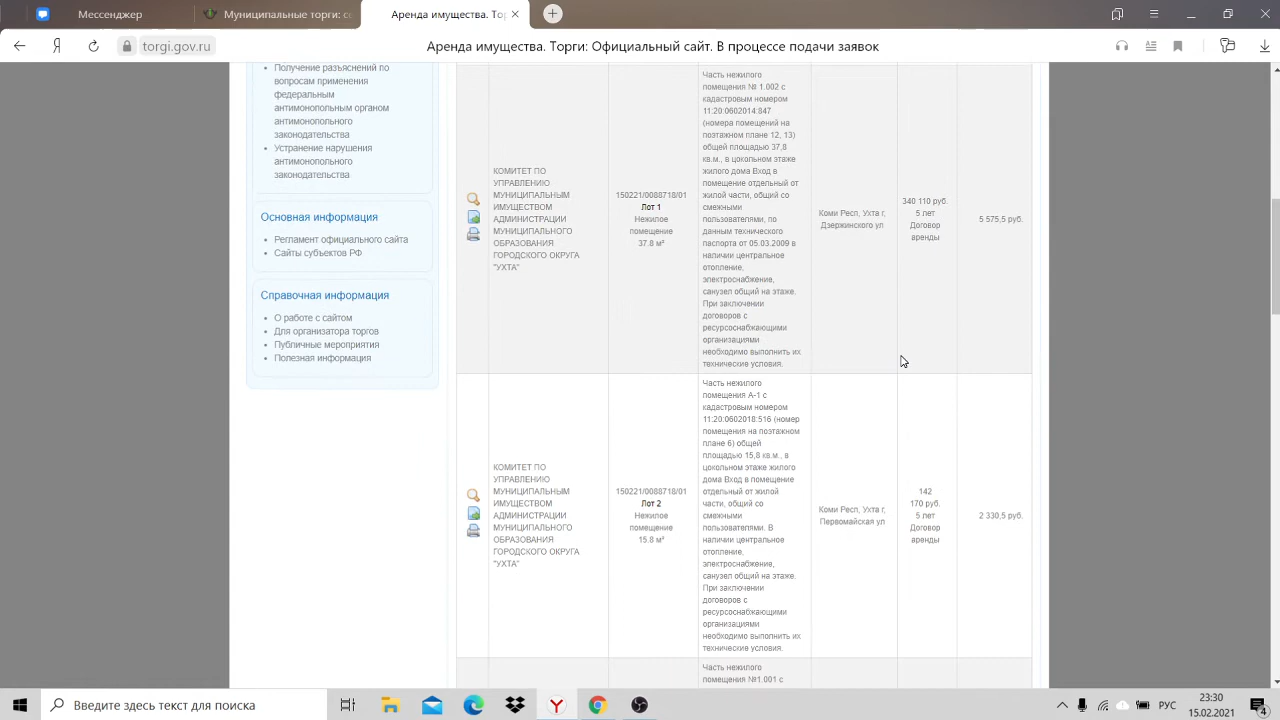 Мессенджер
Муниципальные торги: со
Аренда имущества. Тор
torgi.gov.ru
Аренда имущества. Торги: Официальный сайт. В процессе подачи заявок
Получение разъяснений по
вопросам применения
федеральным
антимонопольным органом
антимонопольного
законодательства
Устранение нарушения
антимонопольного
законодательства
Основная информация
Регламент официального сайта
Сайты субъектов РФ
Справочная информация
О работе с сайтом
Для организатора торгов
Публичные мероприятия
Полезная информация
КОМИТЕТ ПО
УПРАВЛЕНИЮ
МУНИЦИПАЛЬНЫМ
ИМУЩЕСТВОМ
АДМИНИСТРАЦИИ
МУНИЦИПАЛЬНОГО
ОБРАЗОВАНИЯ
ГОРОДСКОГО ОКРУГА
"УХТА"
150221/0088718/01
Лот 1
Нежилое
помещение
37.8 м²
Часть нежилого
помещения № 1.002 с
кадастровым номером
11:20:0602014:847
(номера помещений на
поэтажном плане 12, 13)
общей площадью 37,8
кв.м., в цокольном этаже
жилого дома Вход в
помещение отдельный от
жилой части, общий со
смежными
пользователями, по
данным технического
паспорта от 05.03.2009 в
наличии центральное
отопление,
электроснабжение,
санузел общий на этаже.
При заключении
договоров с
ресурсоснабжающими
организациями
необходимо выполнить их
технические условия.
Коми Респ, Ухта г,
Дзержинского ул
340 110 руб.
5 лет
Договор
аренды
5 575,5 руб.
КОМИТЕТ ПО
УПРАВЛЕНИЮ
МУНИЦИПАЛЬНЫМ
ИМУЩЕСТВОМ
АДМИНИСТРАЦИИ
МУНИЦИПАЛЬНОГО
ОБРАЗОВАНИЯ
ГОРОДСКОГО ОКРУГА
"УХТА"
150221/0088718/01
Лот 2
Нежилое
помещение
15.8 м²
Часть нежилого
помещения А-1 с
кадастровым номером
11:20:0602018:516 (номер
помещения на поэтажном
плане 6) общей
площадью 15,8 кв.м., в
цокольном этаже жилого
дома Вход в помещение
отдельный от жилой
части, общий со
смежными
пользователями. В
наличии центральное
отопление,
электроснабжение,
санузел общий на этаже.
При заключении
договоров с
ресурсоснабжающими
организациями
необходимо выполнить их
технические условия.
Коми Респ, Ухта г,
Первомайская ул
142
170 руб.
5 лет
Договор
аренды
2 330,5 руб.
Часть нежилого
помещения №1.001 с
Введите здесь текст для поиска
РУС
23:30
15.02.2021
4